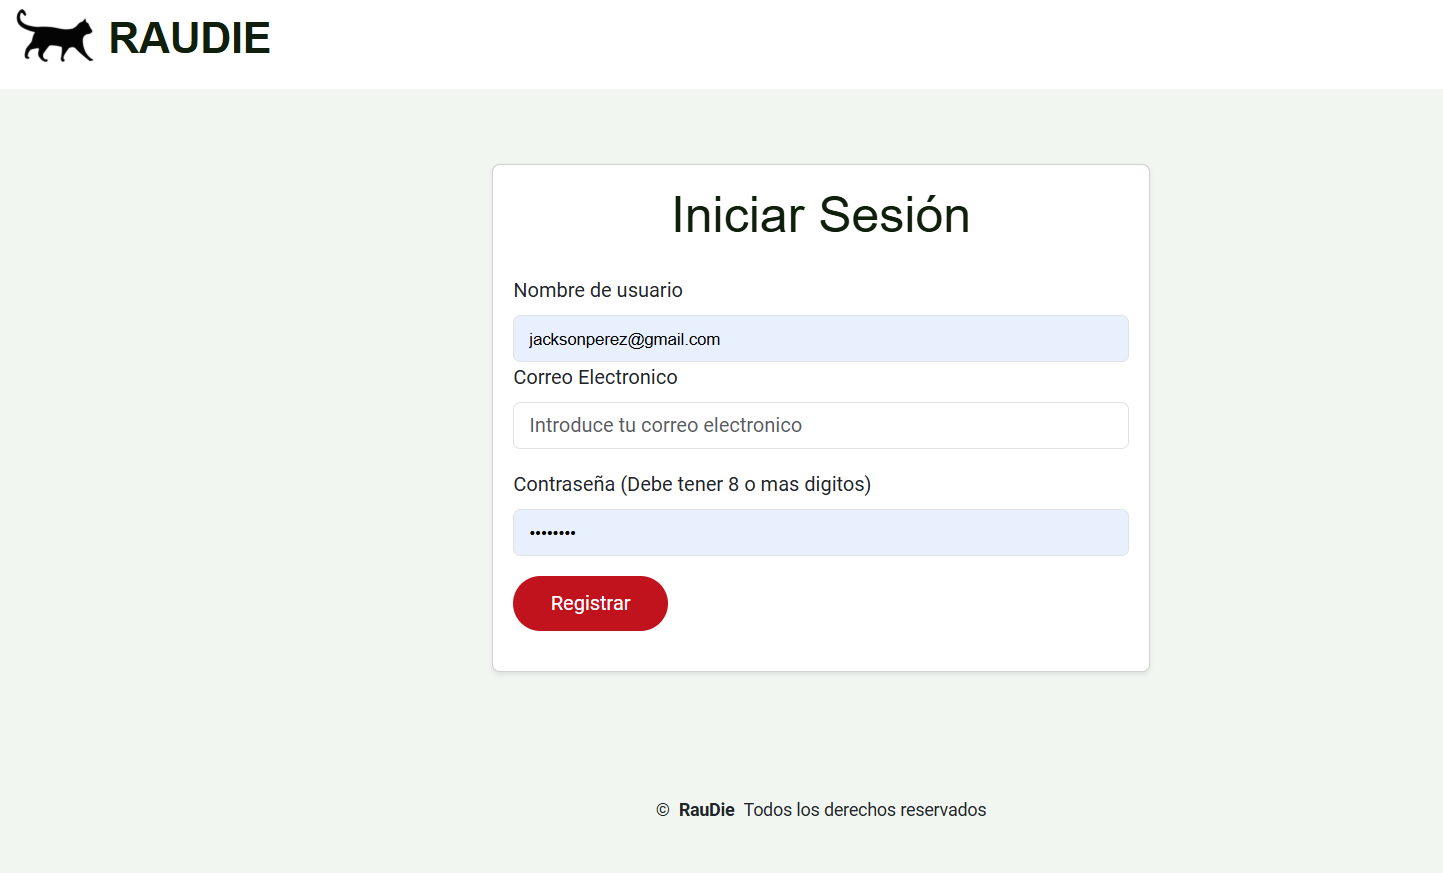 RAUDIE
Iniciar Sesión
Nombre de usuario
jacksonperez@gmail.com
Correo Electronico
Introduce tu correo electronico
Contraseña (Debe tener 8 o mas digitos)
••••••••
Registrar
© RauDie Todos los derechos reservados